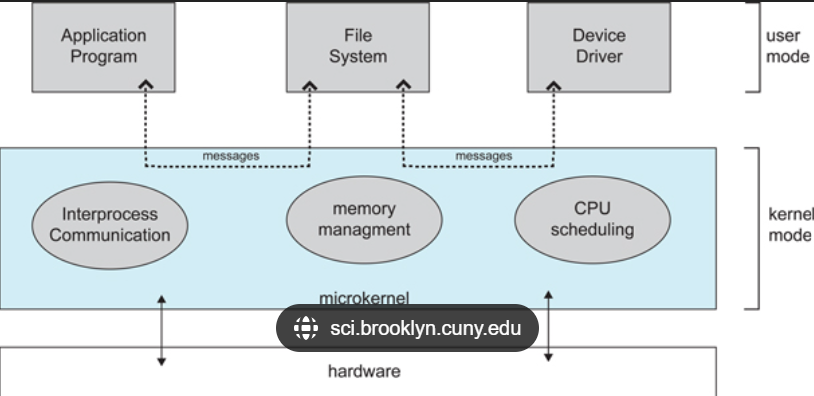 Application
Program
File
System
Device
Driver
user
mode
messages
messages
Interprocess
Communication
memory
managment
CPU
scheduling
kernel
mode
microkernel
sci.brooklyn.cuny.edu
hardware